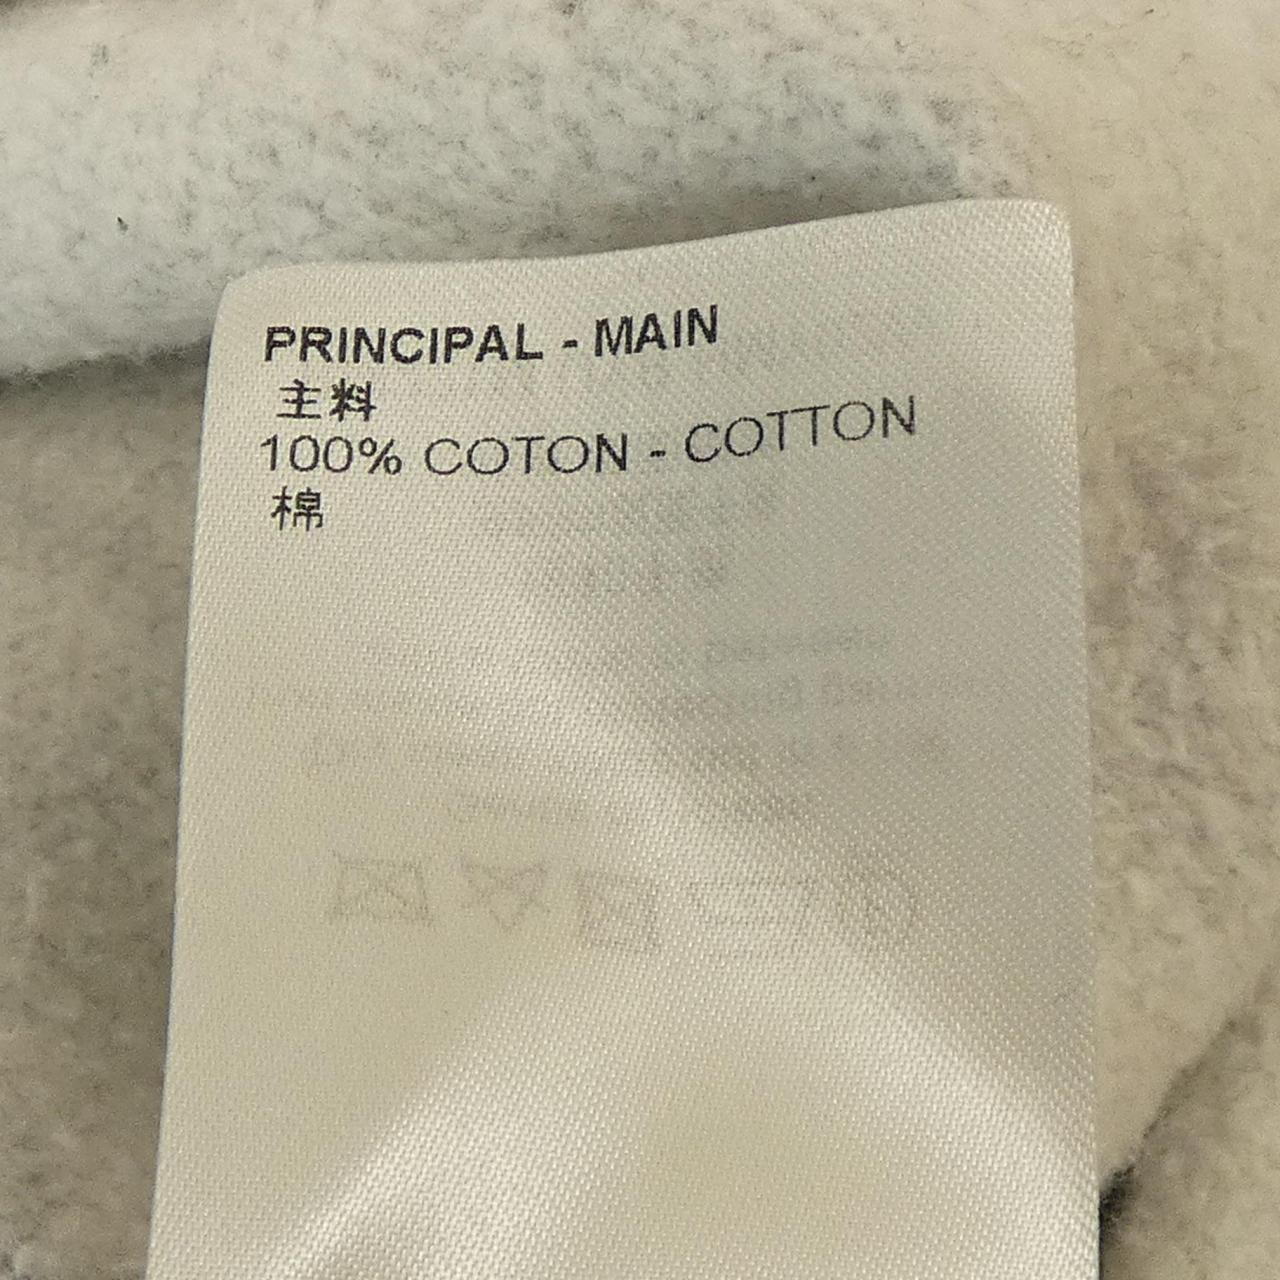 PRINCIPAL - MAIN
主料
100% COTON - COTTON
棉